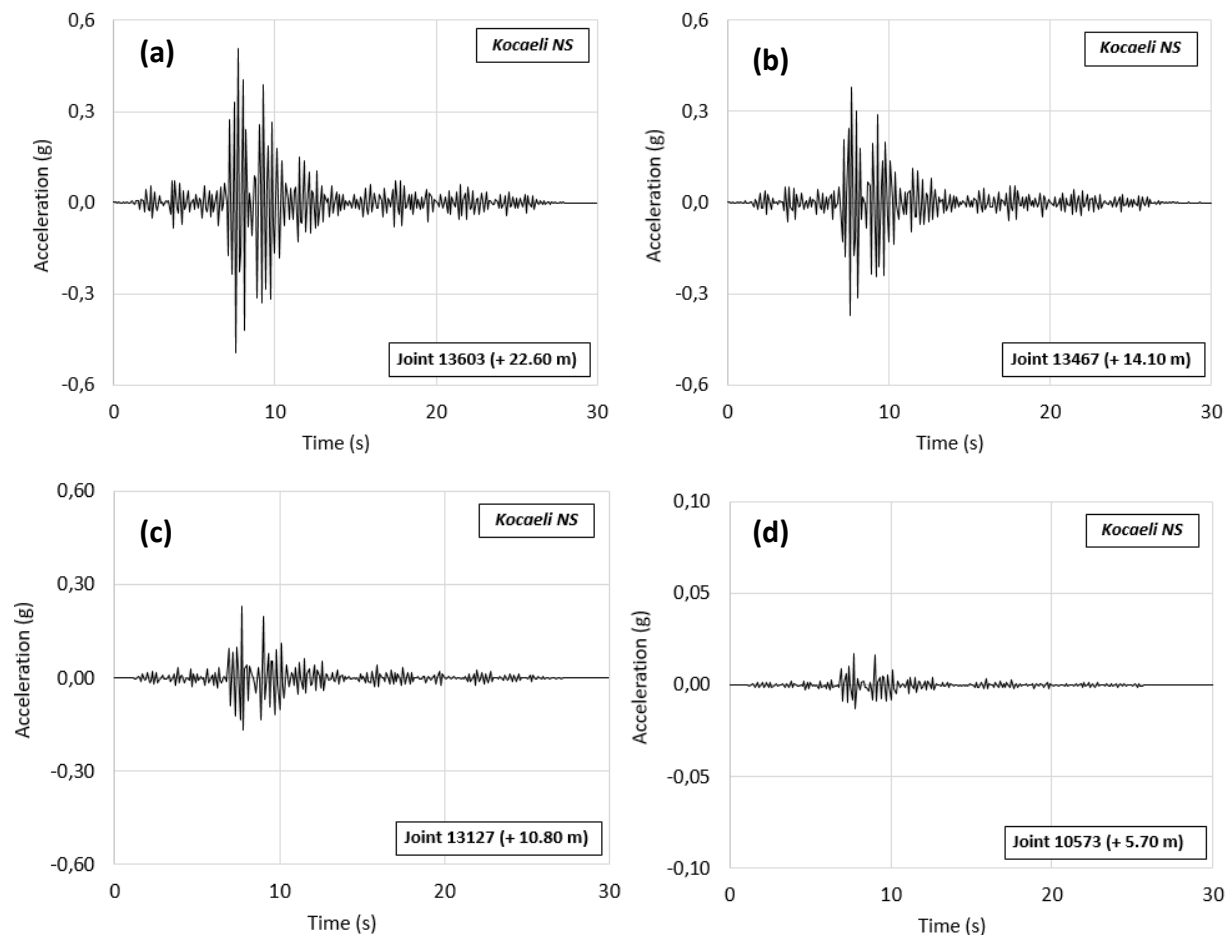 (a)
Kocaeli NS
0,6
0,3
0,0
-0,3
-0,6
Acceleration (g)
Joint 13603 (+ 22.60 m)
0
10
20
30
Time (s)
(b)
Kocaeli NS
0,6
0,3
0,0
-0,3
-0,6
Acceleration (g)
Joint 13467 (+ 14.10 m)
0
10
20
30
Time (s)
(c)
Kocaeli NS
0,60
0,30
0,00
-0,30
-0,60
Acceleration (g)
Joint 13127 (+ 10.80 m)
0
10
20
30
Time (s)
(d)
Kocaeli NS
0,10
0,05
0,00
-0,05
-0,10
Acceleration (g)
Joint 10573 (+ 5.70 m)
0
10
20
30
Time (s)